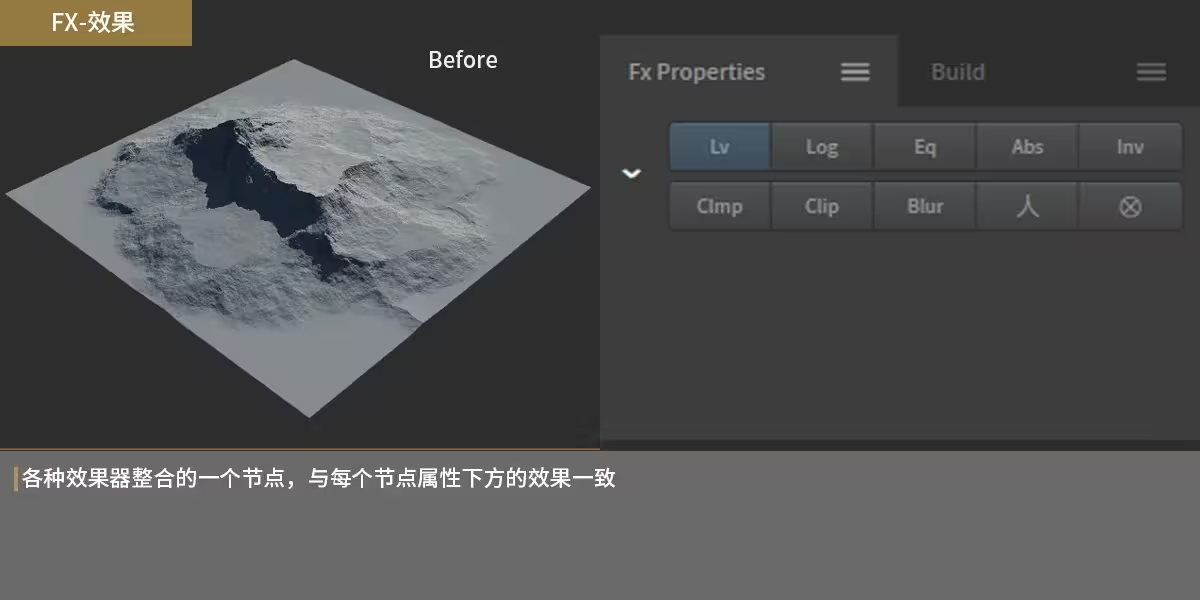 FX-效果
Before
Fx Properties
Build
Lv Log Eq Abs Inv
Clmp Clip Blur 人
各种效果器整合的一个节点，与每个节点属性下方的效果一致